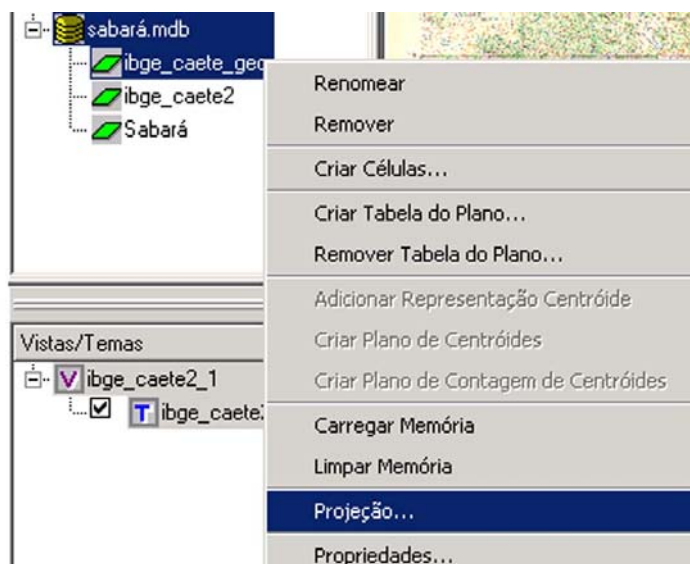 sabará.mdb
ibge_caete_geo
ibge_caete2
Sabará
Renomear
Remover
Criar Células...
Criar Tabela do Plano...
Remover Tabela do Plano...
Adicionar Representação Centróide
Criar Plano de Centróides
Criar Plano de Contagem de Centróides
Carregar Memória
Limpar Memória
Projeção...
Propriedades...
Vistas/Temas
V ibge_caete2_1
T ibge_caete